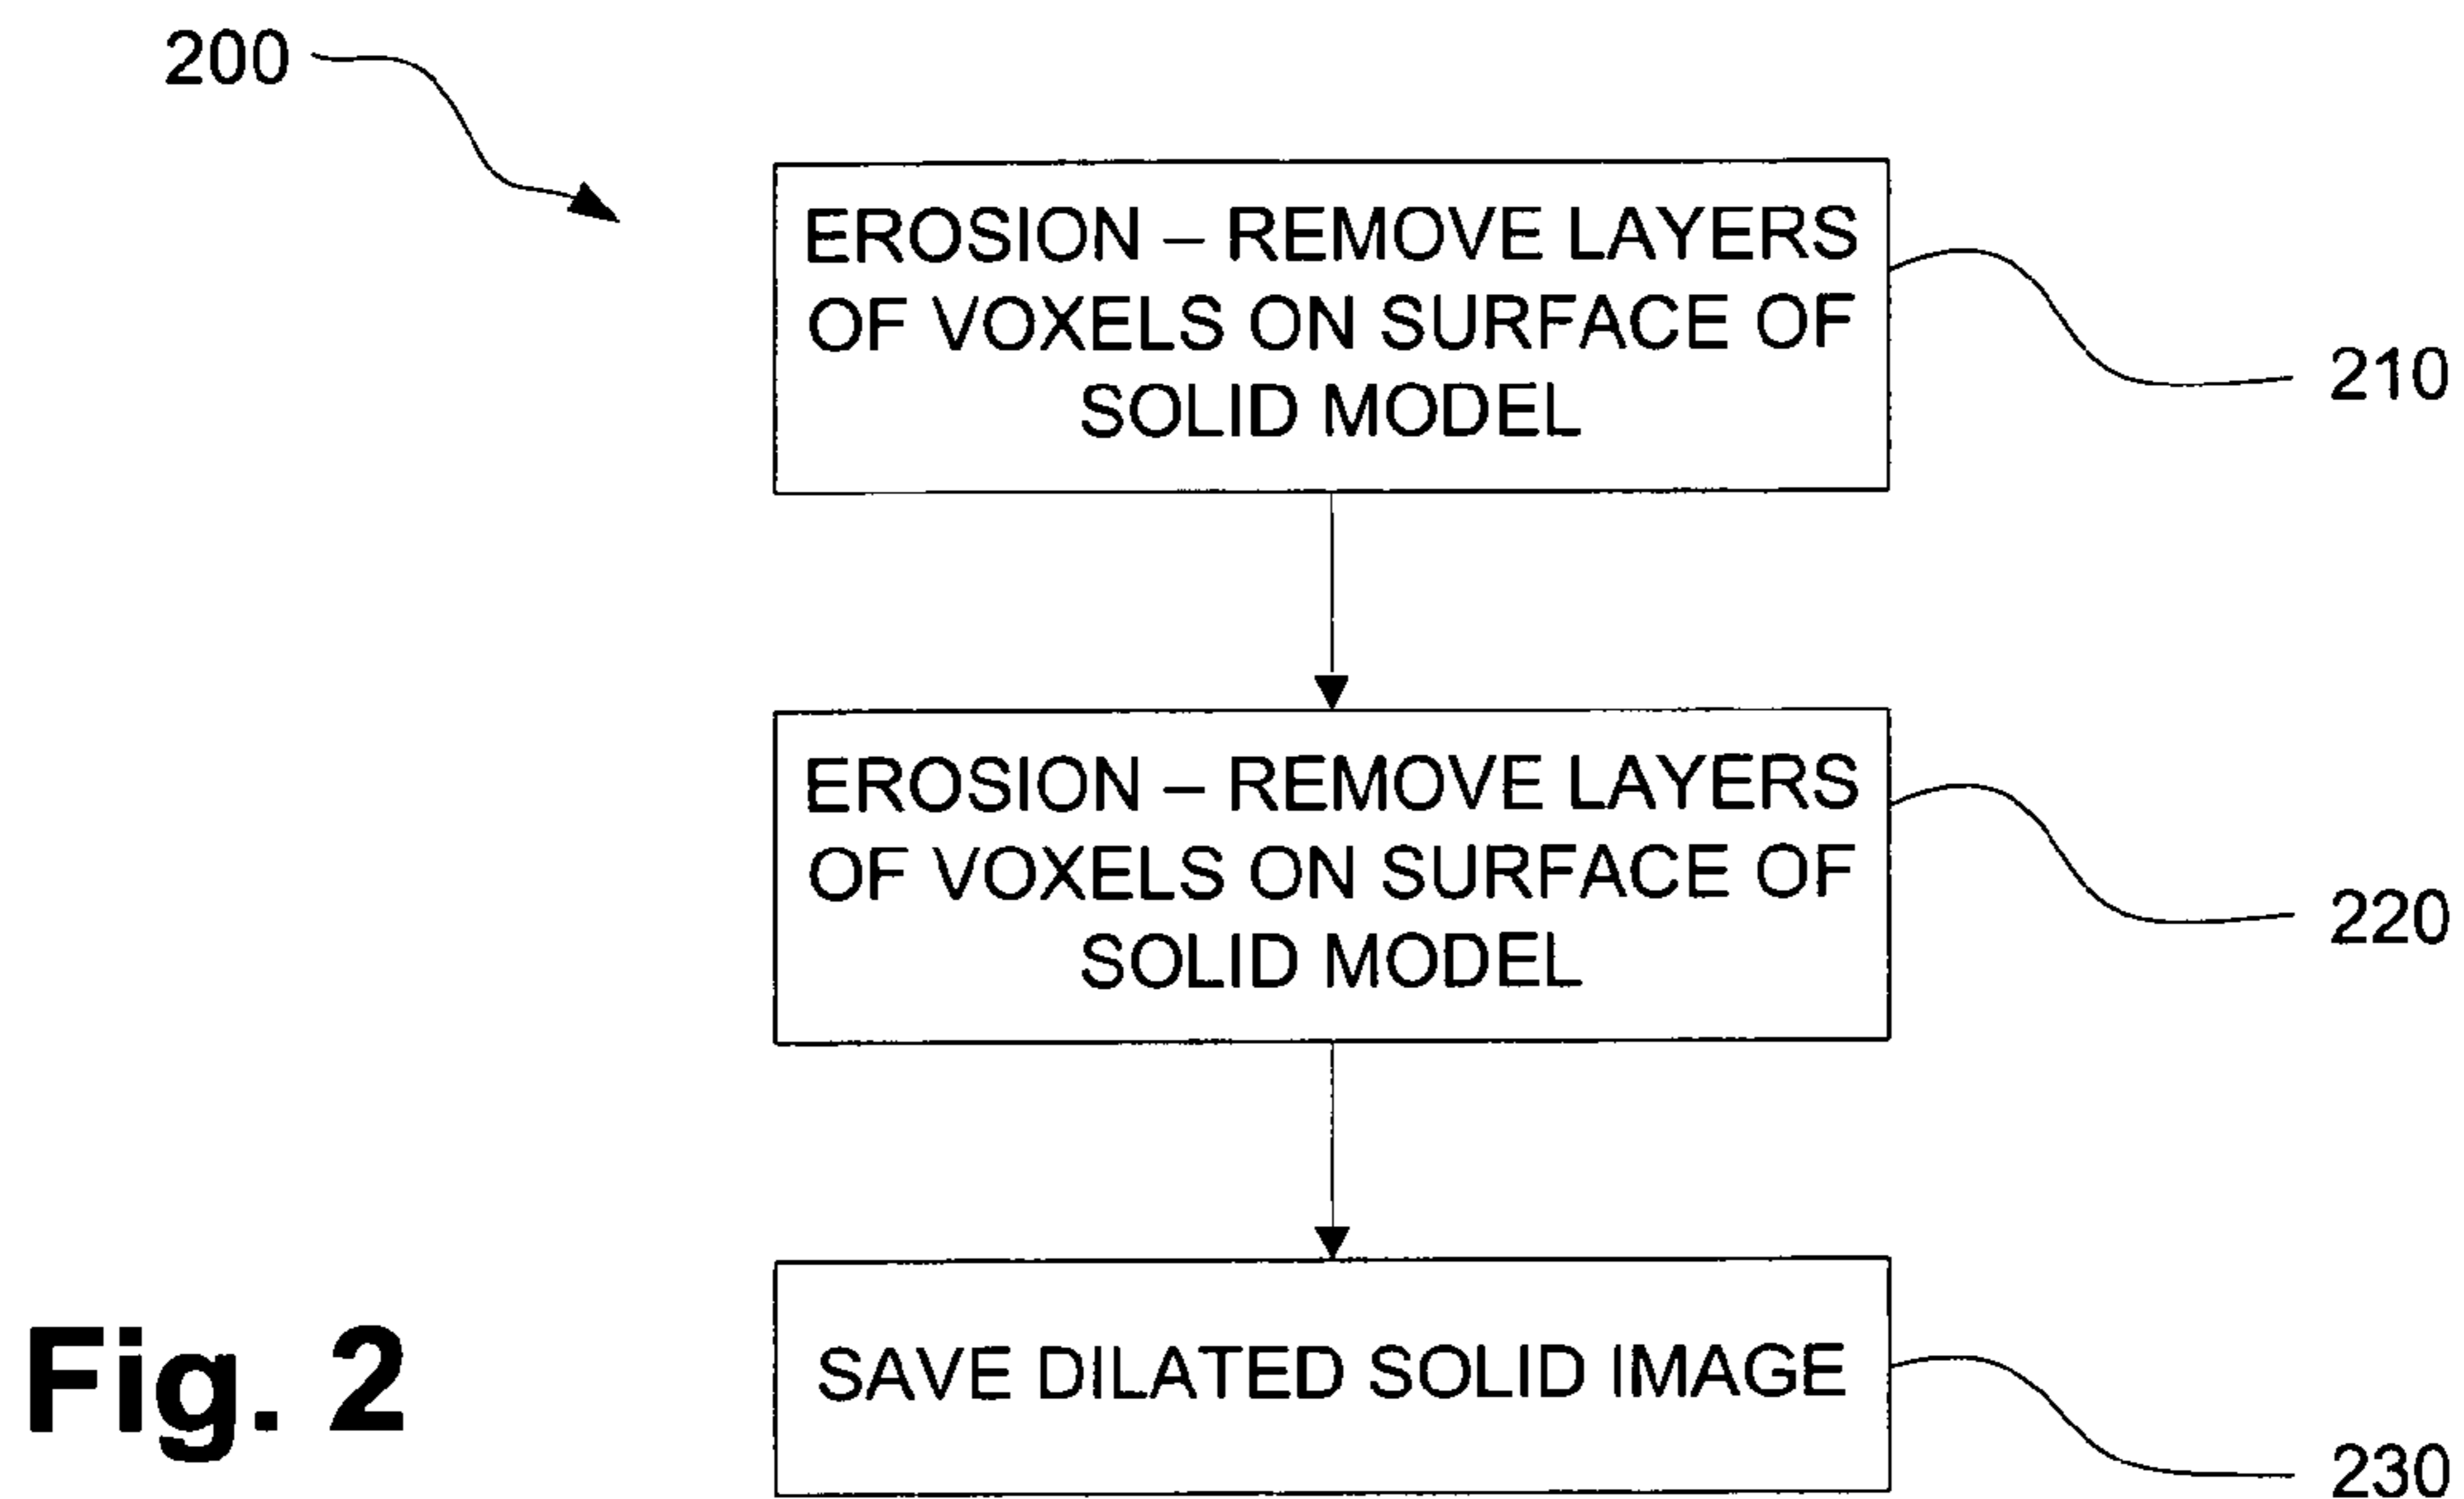 200
EROSION – REMOVE LAYERS
OF VOXELS ON SURFACE OF
SOLID MODEL
210
EROSION – REMOVE LAYERS
OF VOXELS ON SURFACE OF
SOLID MODEL
220
SAVE DILATED SOLID IMAGE
230
Fig. 2